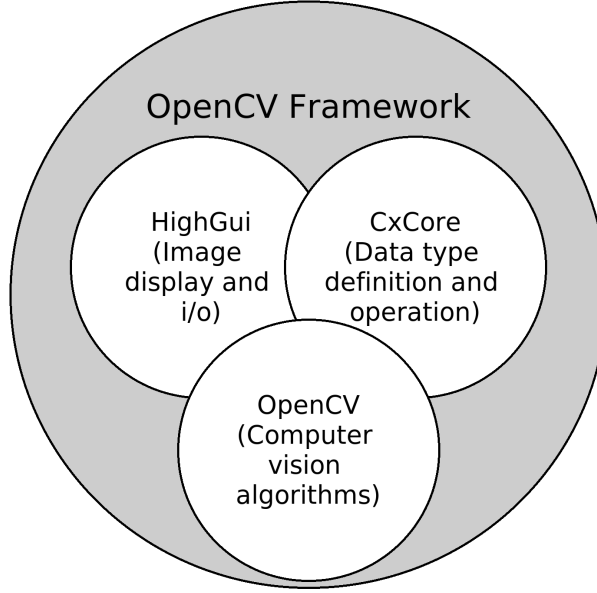 OpenCV Framework
HighGui
(Image
display and
i/o)
CxCore
(Data type
definition and
operation)
OpenCV
(Computer
vision
algorithms)